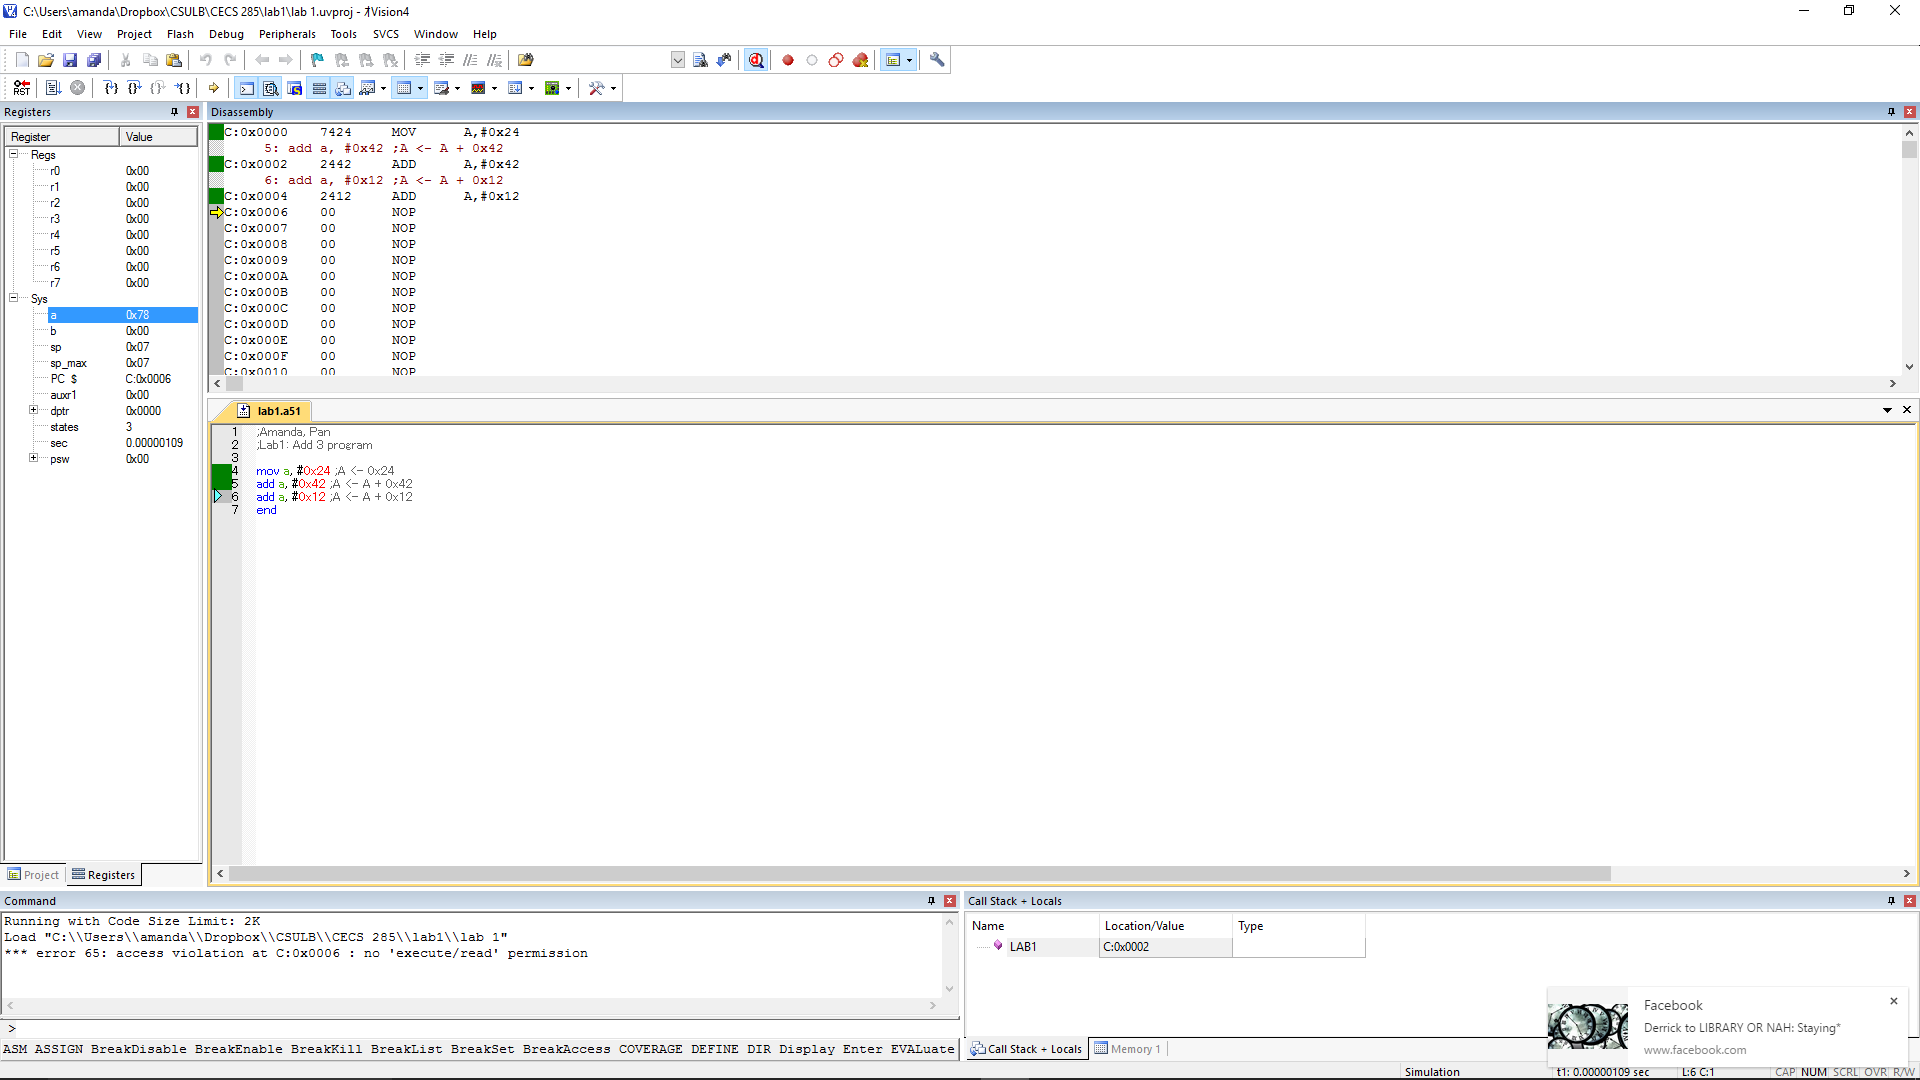 C:\Users\amanda\Dropbox\CSULB\CECS 285\lab1\lab 1.uvproj - µVision4
File Edit View Project Flash Debug Peripherals Tools SVCS Window Help
RST
Registers
Register Value
Regs
r0 0x00
r1 0x00
r2 0x00
r3 0x00
r4 0x00
r5 0x00
r6 0x00
r7 0x00
Sys
a 0x78
b 0x00
sp 0x07
sp_max 0x07
PC $ C:0x0006
auxr1 0x00
dptr 0x0000
states 3
sec 0.00000109
psw 0x00
Project Registers
Disassembly
C:0x0000 7424 MOV A,#0x24
5: add a, #0x42 ;A <- A + 0x42
C:0x0002 2442 ADD A,#0x42
6: add a, #0x12 ;A <- A + 0x12
C:0x0004 2412 ADD A,#0x12
C:0x0006 00 NOP
C:0x0007 00 NOP
C:0x0008 00 NOP
C:0x0009 00 NOP
C:0x000A 00 NOP
C:0x000B 00 NOP
C:0x000C 00 NOP
C:0x000D 00 NOP
C:0x000E 00 NOP
C:0x000F 00 NOP
C:0x0010 00 NOP
lab1.a51
1 ;Amanda, Pan
2 ;Lab1: Add 3 program
3
4 mov a, #0x24 ;A <- 0x24
5 add a, #0x42 ;A <- A + 0x42
6 add a, #0x12 ;A <- A + 0x12
7 end
Command
Running with Code Size Limit: 2K
Load "C:\\Users\\amanda\\Dropbox\\CSULB\\CECS 285\\lab1\\lab 1"
*** error 65: access violation at C:0x0006 : no 'execute/read' permission
>
ASM ASSIGN BreakDisable BreakEnable BreakKill BreakList BreakSet BreakAccess COVERAGE DEFINE DIR Display Enter EVALuate
Call Stack + Locals
Name Location/Value Type
LAB1 C:0x0002
Call Stack + Locals Memory 1
Facebook
Derrick to LIBRARY OR NAH: Staying*
www.facebook.com
Simulation t1: 0.00000109 sec L:6 C:1 CAP NUM SCRL OVR R/W